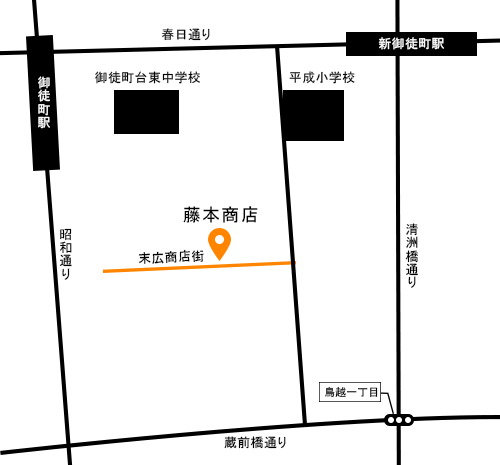 春日通り
新御徒町駅
御徒町駅
御徒町台東中学校
平成小学校
藤本商店
末広商店街
昭和通り
清洲橋通り
鳥越一丁目
蔵前橋通り